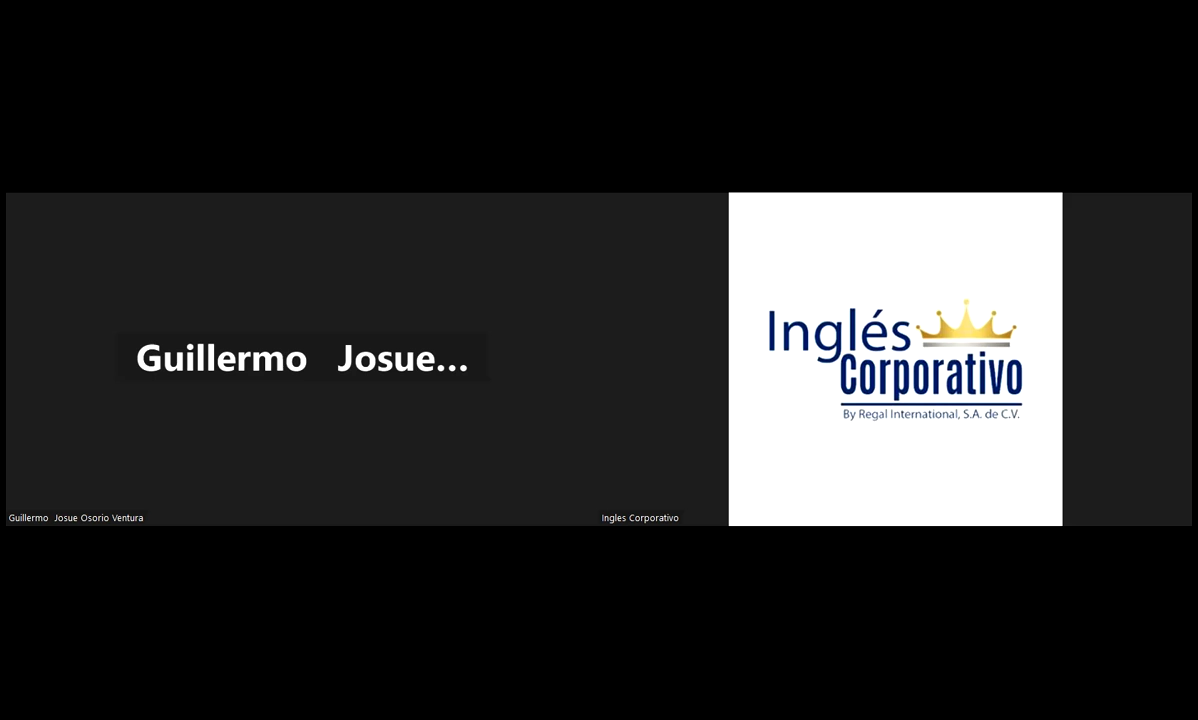 Guillermo Josue...
Guillermo Josue Osorio Ventura
Inglés
Corporativo
By Regal International, S.A. de C.V.
Ingles Corporativo